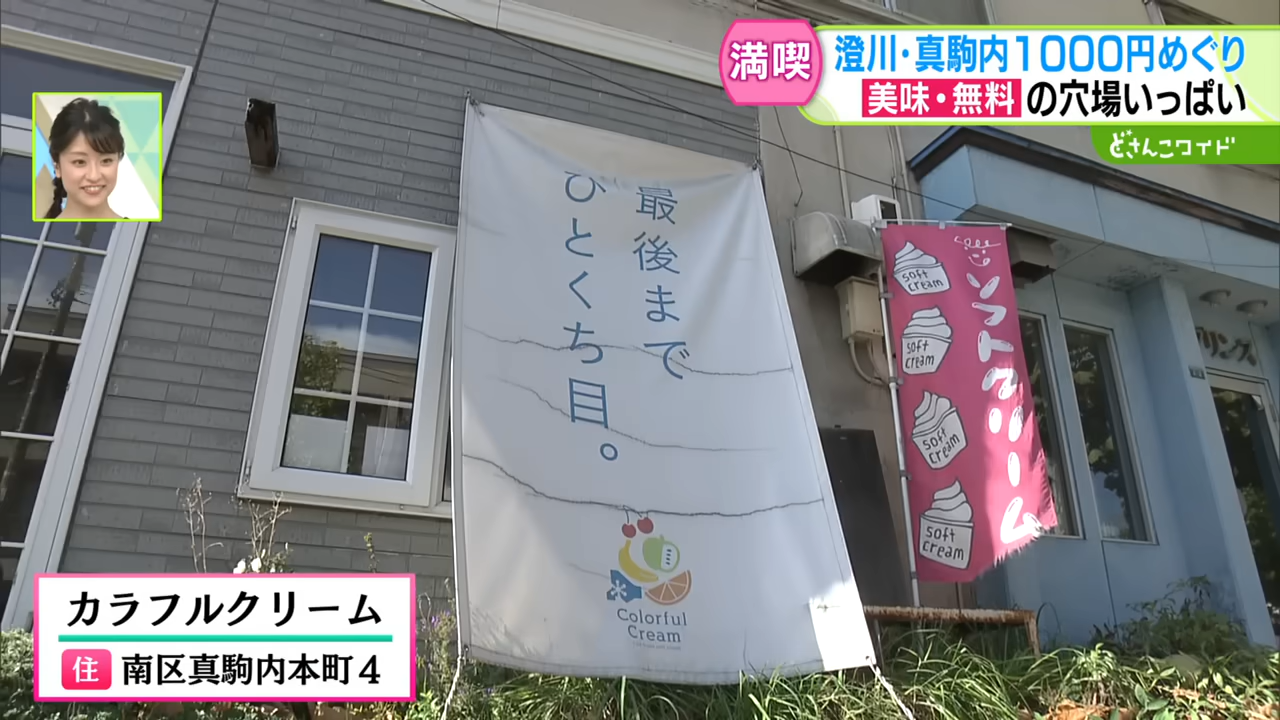 満喫
澄川・真駒内1000円めぐり
美味・無料の穴場いっぱい
どさんこワイド
最後まで
ひとくち目。
Colorful
Cream
ソフトクリーム
soft
cream
soft
cream
soft
cream
soft
cream
カラフルクリーム
住 南区真駒内本町4